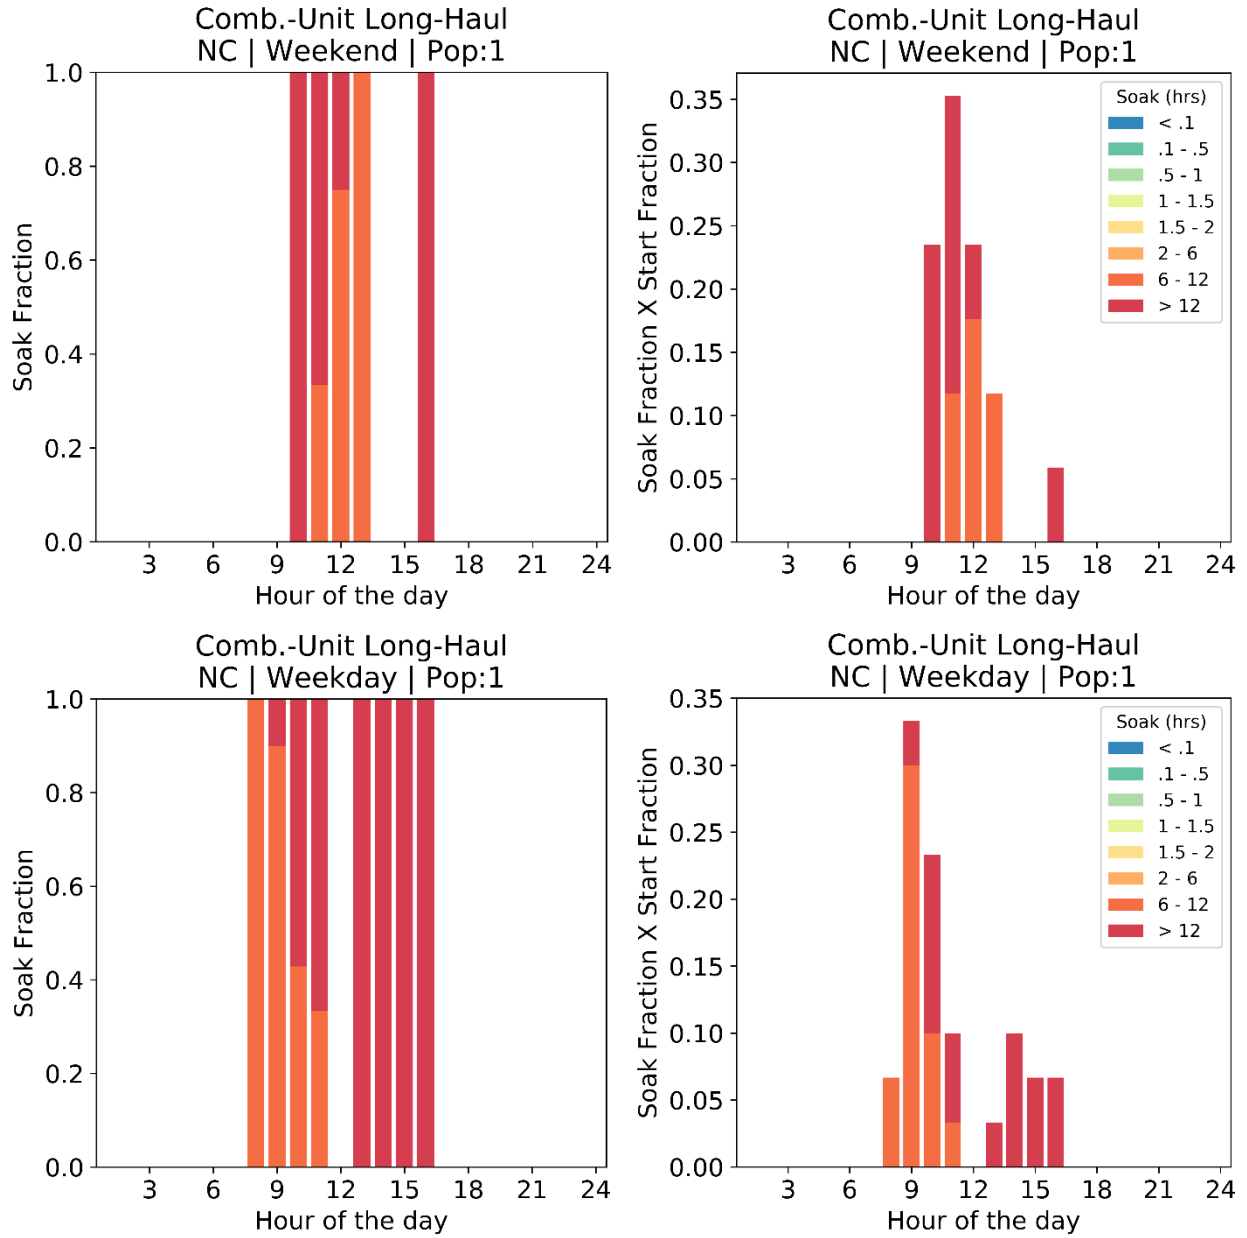 Comb.-Unit Long-Haul
NC | Weekend | Pop:1
1.0
0.8
0.6
0.4
0.2
0.0
Soak Fraction
3 6 9 12 15 18 21 24
Hour of the day
Comb.-Unit Long-Haul
NC | Weekend | Pop:1
0.35
0.30
0.25
0.20
0.15
0.10
0.05
0.00
Soak Fraction X Start Fraction
Soak (hrs)
< .1
.1 - .5
.5 - 1
1 - 1.5
1.5 - 2
2 - 6
6 - 12
> 12
3 6 9 12 15 18 21 24
Hour of the day
Comb.-Unit Long-Haul
NC | Weekday | Pop:1
1.0
0.8
0.6
0.4
0.2
0.0
Soak Fraction
3 6 9 12 15 18 21 24
Hour of the day
Comb.-Unit Long-Haul
NC | Weekday | Pop:1
0.35
0.30
0.25
0.20
0.15
0.10
0.05
0.00
Soak Fraction X Start Fraction
Soak (hrs)
< .1
.1 - .5
.5 - 1
1 - 1.5
1.5 - 2
2 - 6
6 - 12
> 12
3 6 9 12 15 18 21 24
Hour of the day